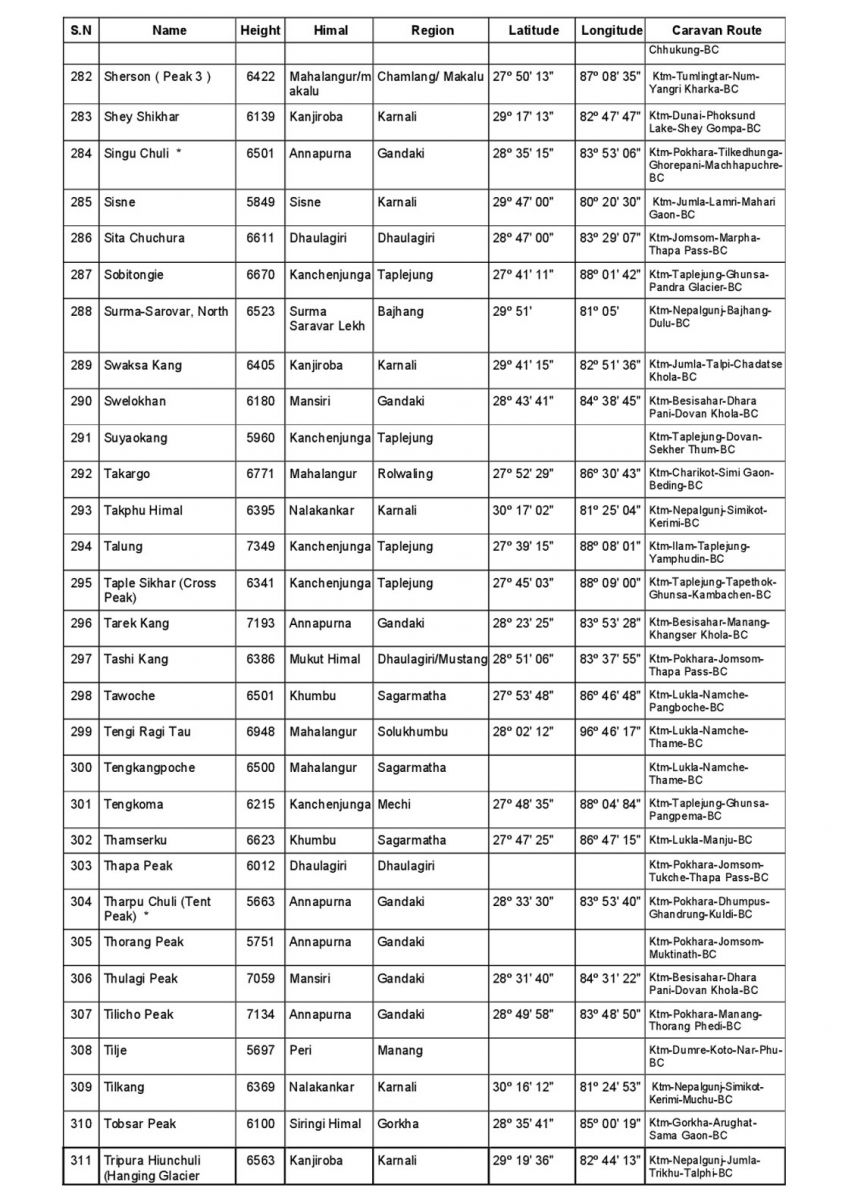 S.N Name Height Himal Region Latitude Longitude Caravan Route
Chhukung-BC
282 Sherson ( Peak 3 ) 6422 Mahalangur/m Chamlang/ Makalu 27º 50' 13" 87º 08' 35" Ktm-Tumlingtar-Num-
akalu Yangri Kharka-BC
283 Shey Shikhar 6139 Kanjiroba Karnali 29º 17' 13" 82º 47' 47" Ktm-Dunai-Phoksund
Lake-Shey Gompa-BC
284 Singu Chuli * 6501 Annapurna Gandaki 28º 35' 15" 83º 53' 06" Ktm-Pokhara-Tilkedhunga-
Ghorepani-Machhapuchre-
BC
285 Sisne 5849 Sisne Karnali 29º 47' 00" 80º 20' 30" Ktm-Jumla-Lamri-Mahari
Gaon-BC
286 Sita Chuchura 6611 Dhaulagiri Dhaulagiri 28º 47' 00" 83º 29' 07" Ktm-Jomsom-Marpha-
Thapa Pass-BC
287 Sobitongie 6670 Kanchenjunga Taplejung 27º 41' 11" 88º 01' 42" Ktm-Taplejung-Ghunsa-
Pandra Glacier-BC
288 Surma-Sarovar, North 6523 Surma Bajhang 29º 51' 81º 05' Ktm-Nepalgunj-Bajhang-
Saravar Lekh Dulu-BC
289 Swaksa Kang 6405 Kanjiroba Karnali 29º 41' 15" 82º 51' 36" Ktm-Jumla-Talpi-Chadatse
Khola-BC
290 Swelokhan 6180 Mansiri Gandaki 28º 43' 41" 84º 38' 45" Ktm-Besisahar-Dhara
Pani-Dovan Khola-BC
291 Suyaokang 5960 Kanchenjunga Taplejung Ktm-Taplejung-Dovan-
Sekher Thum-BC
292 Takargo 6771 Mahalangur Rolwaling 27º 52' 29" 86º 30' 43" Ktm-Charikot-Simi Gaon-
Beding-BC
293 Takphu Himal 6395 Nalakankar Karnali 30º 17' 02" 81º 25' 04" Ktm-Nepalgunj-Simikot-
Kerimi-BC
294 Talung 7349 Kanchenjunga Taplejung 27º 39' 15" 88º 08' 01" Ktm-Ilam-Taplejung-
Yamphudin-BC
295 Taple Sikhar (Cross 6341 Kanchenjunga Taplejung 27º 45' 03" 88º 09' 00" Ktm-Taplejung-Tapethok-
Peak) Ghunsa-Kambachen-BC
296 Tarek Kang 7193 Annapurna Gandaki 28º 23' 25" 83º 53' 28" Ktm-Besisahar-Manang-
Khangser Khola-BC
297 Tashi Kang 6386 Mukut Himal Dhaulagiri/Mustang 28º 51' 06" 83º 37' 55" Ktm-Pokhara-Jomsom-
Thapa Pass-BC
298 Tawoche 6501 Khumbu Sagarmatha 27º 53' 48" 86º 46' 48" Ktm-Lukla-Namche-
Pangboche-BC
299 Tengi Ragi Tau 6948 Mahalangur Solukhumbu 28º 02' 12" 96º 46' 17" Ktm-Lukla-Namche-
Thame-BC
300 Tengkangpoche 6500 Mahalangur Sagarmatha Ktm-Lukla-Namche-
Thame-BC
301 Tengkoma 6215 Kanchenjunga Mechi 27º 48' 35" 88º 04' 84" Ktm-Taplejung-Ghunsa-
Pangpema-BC
302 Thamserku 6623 Khumbu Sagarmatha 27º 47' 25" 86º 47' 15" Ktm-Lukla-Manju-BC
303 Thapa Peak 6012 Dhaulagiri Dhaulagiri Ktm-Pokhara-Jomsom-
Tukche-Thapa Pass-BC
304 Tharpu Chuli (Tent 5663 Annapurna Gandaki 28º 33' 30" 83º 53' 40" Ktm-Pokhara-Dhumpus-
Peak) * Ghandrung-Kuldi-BC
305 Thorang Peak 5751 Annapurna Gandaki Ktm-Pokhara-Jomsom-
Muktinath-BC
306 Thulagi Peak 7059 Mansiri Gandaki 28º 31' 40" 84º 31' 22" Ktm-Besisahar-Dhara
Pani-Dovan Khola-BC
307 Tilicho Peak 7134 Annapurna Gandaki 28º 49' 58" 83º 48' 50" Ktm-Pokhara-Manang-
Thorang Phedi-BC
308 Tilje 5697 Peri Manang Ktm-Dumre-Koto-Nar-Phu-
BC
309 Tilkang 6369 Nalakankar Karnali 30º 16' 12" 81º 24' 53" Ktm-Nepalgunj-Simikot-
Kerimi-Muchu-BC
310 Tobsar Peak 6100 Siringi Himal Gorkha 28º 35' 41" 85º 00' 19" Ktm-Gorkha-Arughat-
Sama Gaon-BC
311 Tripura Hiunchuli 6563 Kanjiroba Karnali 29º 19' 36" 82º 44' 13" Ktm-Nepalgunj-Jumla-
(Hanging Glacier Trikhu-Talphi-BC